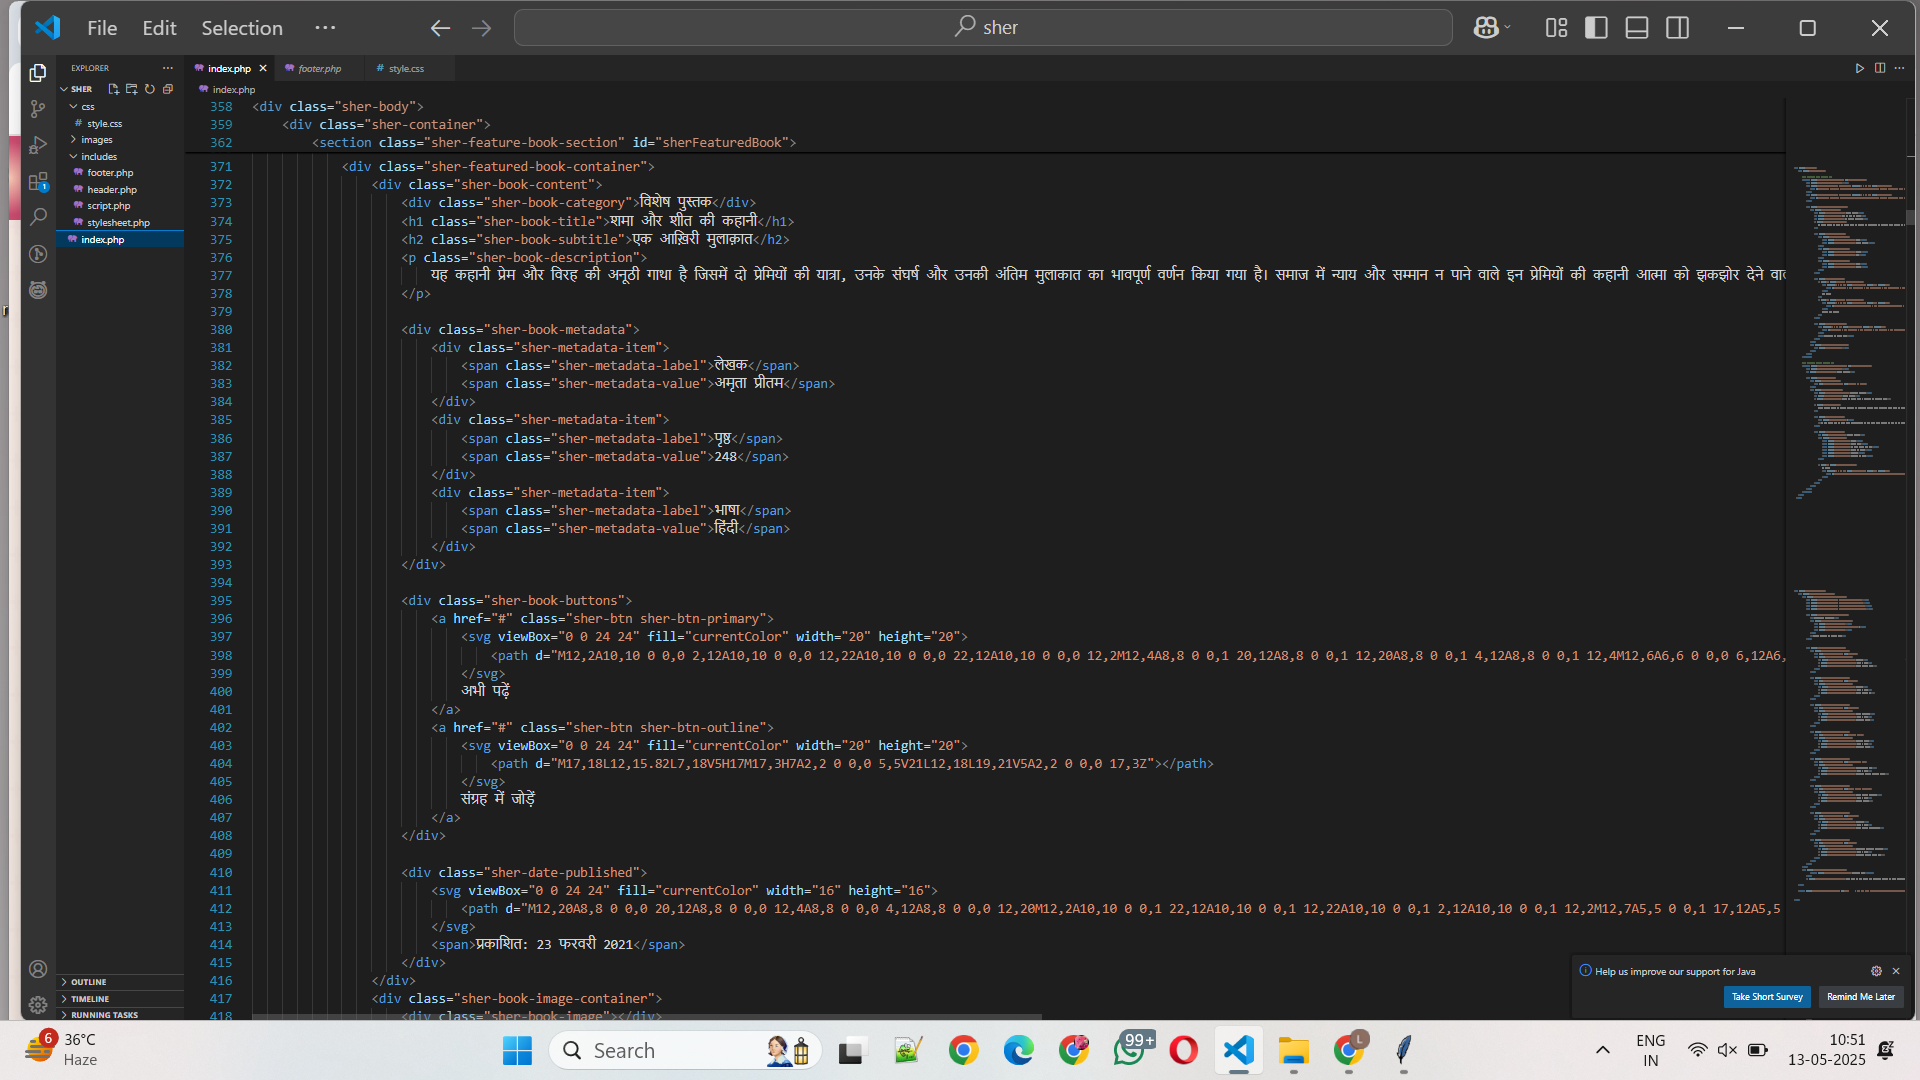 File Edit Selection ··· sher
EXPLORER ···
SHER
css
# style.css
images
includes
footer.php
header.php
script.php
stylesheet.php
index.php
index.php footer.php # style.css
index.php
358 <div class="sher-body">
359 <div class="sher-container">
362 <section class="sher-feature-book-section" id="sherFeaturedBook">
371 <div class="sher-featured-book-container">
372 <div class="sher-book-content">
373 <div class="sher-book-category">विशेष पुस्तक</div>
374 <h1 class="sher-book-title">शमा और शीत की कहानी</h1>
375 <h2 class="sher-book-subtitle">एक आख़िरी मुलाक़ात</h2>
376 <p class="sher-book-description">
377 यह कहानी प्रेम और विरह की अनूठी गाथा है जिसमें दो प्रेमियों की यात्रा, उनके संघर्ष और उनकी अंतिम मुलाकात का भावपूर्ण वर्णन किया गया है। समाज में न्याय और सम्मान न पाने वाले इन प्रेमियों की कहानी आत्मा को झकझोर देने
378 </p>
379
380 <div class="sher-book-metadata">
381 <div class="sher-metadata-item">
382 <span class="sher-metadata-label">लेखक</span>
383 <span class="sher-metadata-value">अमृता प्रीतम</span>
384 </div>
385 <div class="sher-metadata-item">
386 <span class="sher-metadata-label">पृष्ठ</span>
387 <span class="sher-metadata-value">248</span>
388 </div>
389 <div class="sher-metadata-item">
390 <span class="sher-metadata-label">भाषा</span>
391 <span class="sher-metadata-value">हिंदी</span>
392 </div>
393 </div>
394
395 <div class="sher-book-buttons">
396 <a href="#" class="sher-btn sher-btn-primary">
397 <svg viewBox="0 0 24 24" fill="currentColor" width="20" height="20">
398 <path d="M12,2A10,10 0 0,0 2,12A10,10 0 0,0 12,22A10,10 0 0,0 22,12A10,10 0 0,0 12,2M12,4A8,8 0 0,1 20,12A8,8 0 0,1 12,20A8,8 0 0,1 4,12A8,8 0 0,1 12,4M12,6A6,6 0 0,0 6,12A6,
399 </svg>
400 अभी पढ़ें
401 </a>
402 <a href="#" class="sher-btn sher-btn-outline">
403 <svg viewBox="0 0 24 24" fill="currentColor" width="20" height="20">
404 <path d="M17,18L12,15.82L7,18V5H17M17,3H7A2,2 0 0,0 5,5V21L12,18L19,21V5A2,2 0 0,0 17,3Z"></path>
405 </svg>
406 संग्रह में जोड़ें
407 </a>
408 </div>
409
410 <div class="sher-date-published">
411 <svg viewBox="0 0 24 24" fill="currentColor" width="16" height="16">
412 <path d="M12,20A8,8 0 0,0 20,12A8,8 0 0,0 12,4A8,8 0 0,0 4,12A8,8 0 0,0 12,20M12,2A10,10 0 0,1 22,12A10,10 0 0,1 12,22A10,10 0 0,1 2,12A10,10 0 0,1 12,2M12,7A5,5 0 0,1 17,12A5,5
413 </svg>
414 <span>प्रकाशित: 23 फरवरी 2021</span>
415 </div>
416 </div>
417 <div class="sher-book-image-container">
418 <div class="sher-book-image"></div>
OUTLINE
TIMELINE
RUNNING TASKS
Help us improve our support for Java
Take Short Survey Remind Me Later
6 36°C
Haze
Search
99+
L
ENG
IN
10:51
13-05-2025